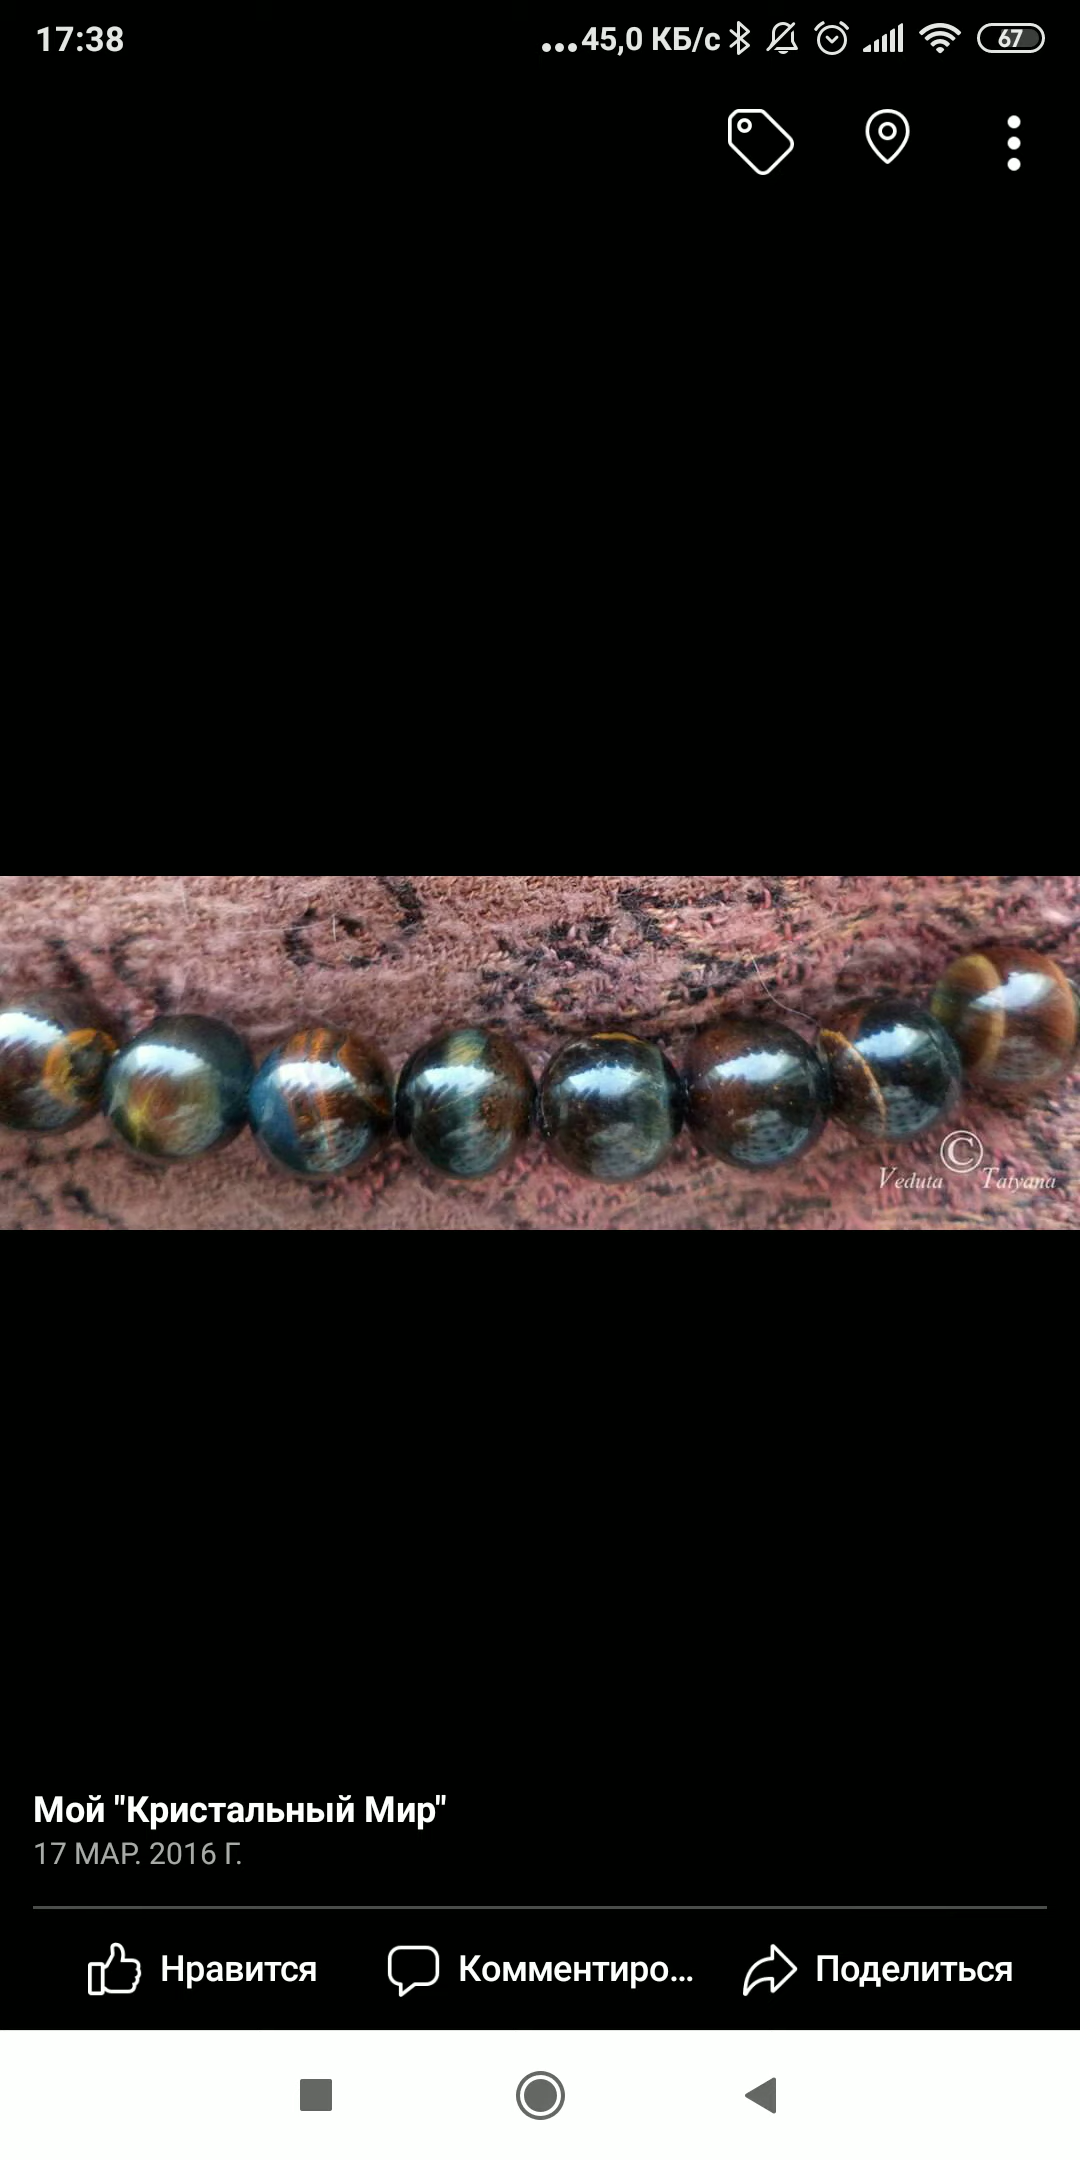 17:38 ...45,0 КБ/с 67
©
Veduta Tatyana
Мой "Кристальный Мир"
17 МАР. 2016 Г.
Нравится Комментиро... Поделиться